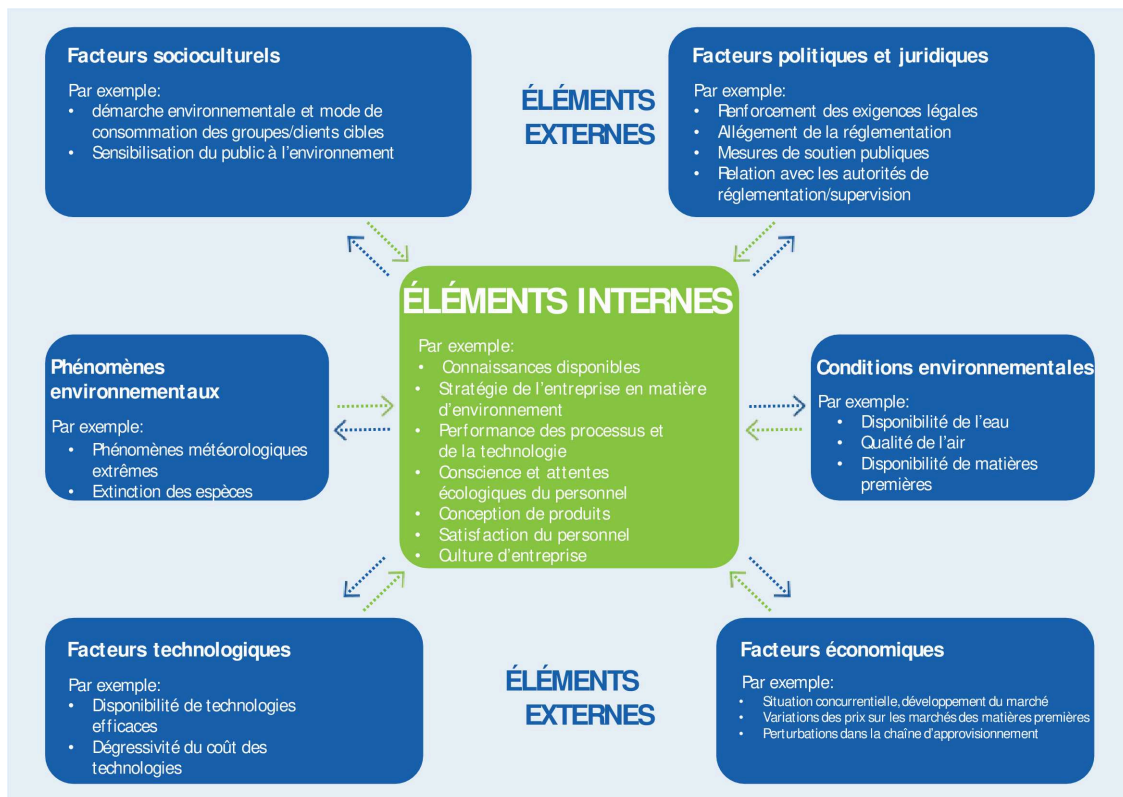 Facteurs socioculturels
Par exemple:
• démarche environnementale et mode de
consommation des groupes/clients cibles
• Sensibilisation du public à l'environnement
ÉLÉMENTS
EXTERNES
Facteurs politiques et juridiques
Par exemple:
• Renforcement des exigences légales
• Allégement de la réglementation
• Mesures de soutien publiques
• Relation avec les autorités de
réglementation/supervision
Phénomènes
environnementaux
Par exemple:
• Phénomènes météorologiques
extrêmes
• Extinction des espèces
ÉLÉMENTS INTERNES
Par exemple:
• Connaissances disponibles
• Stratégie de l'entreprise en matière
d'environnement
• Performance des processus et
de la technologie
• Conscience et attentes
écologiques du personnel
• Conception de produits
• Satisfaction du personnel
• Culture d'entreprise
Conditions environnementales
Par exemple:
• Disponibilité de l'eau
• Qualité de l'air
• Disponibilité de matières
premières
Facteurs technologiques
Par exemple:
• Disponibilité de technologies
efficaces
• Dégressivité du coût des
technologies
ÉLÉMENTS
EXTERNES
Facteurs économiques
Par exemple:
• Situation concurrentielle, développement du marché
• Variations des prix sur les marchés des matières premières
• Perturbations dans la chaîne d'approvisionnement